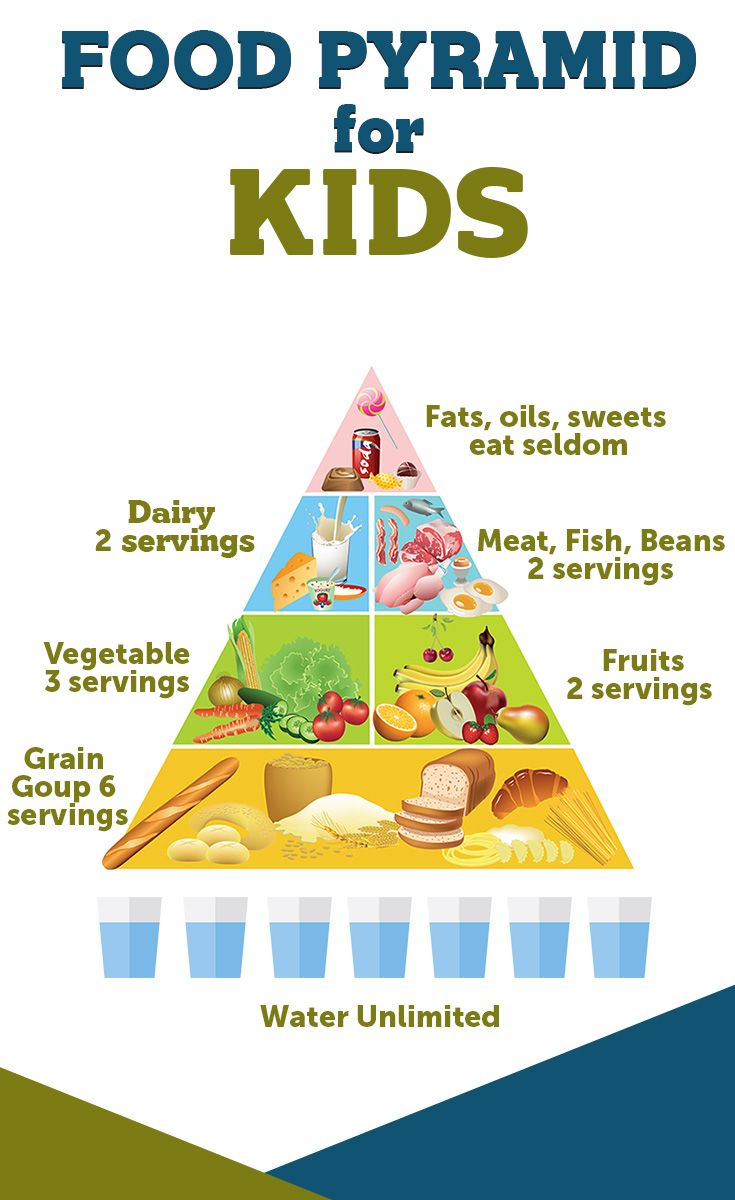 FOOD PYRAMID
for
KIDS
Fats, oils, sweets
eat seldom
soda
Dairy
2 servings
Meat, Fish, Beans
2 servings
Vegetable
3 servings
Fruits
2 servings
Grain
Goup 6
servings
Water Unlimited